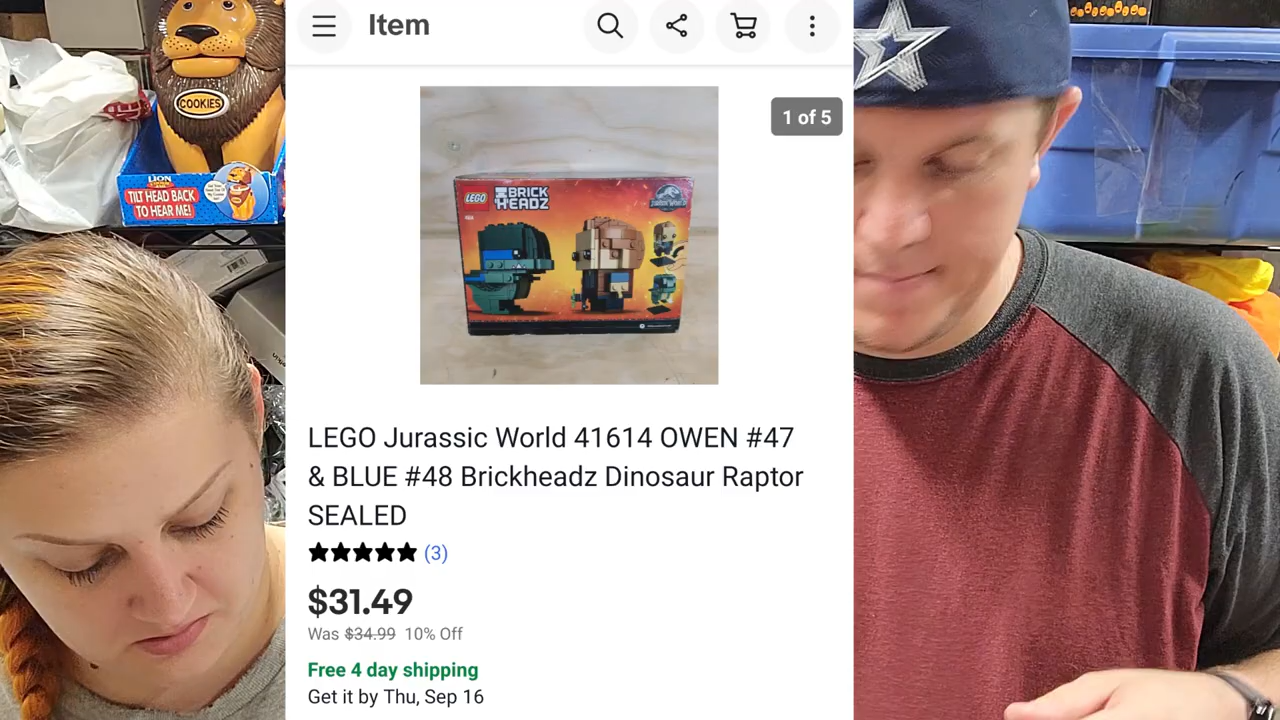 Item
1 of 5
LEGO
BRICK
HEADZ
JURASSIC WORLD
LEGO Jurassic World 41614 OWEN #47
& BLUE #48 Brickheadz Dinosaur Raptor
SEALED
(3)
$31.49
Was $34.99 10% Off
Free 4 day shipping
Get it by Thu, Sep 16
COOKIES
LION
TILT HEAD BACK
TO HEAR ME!